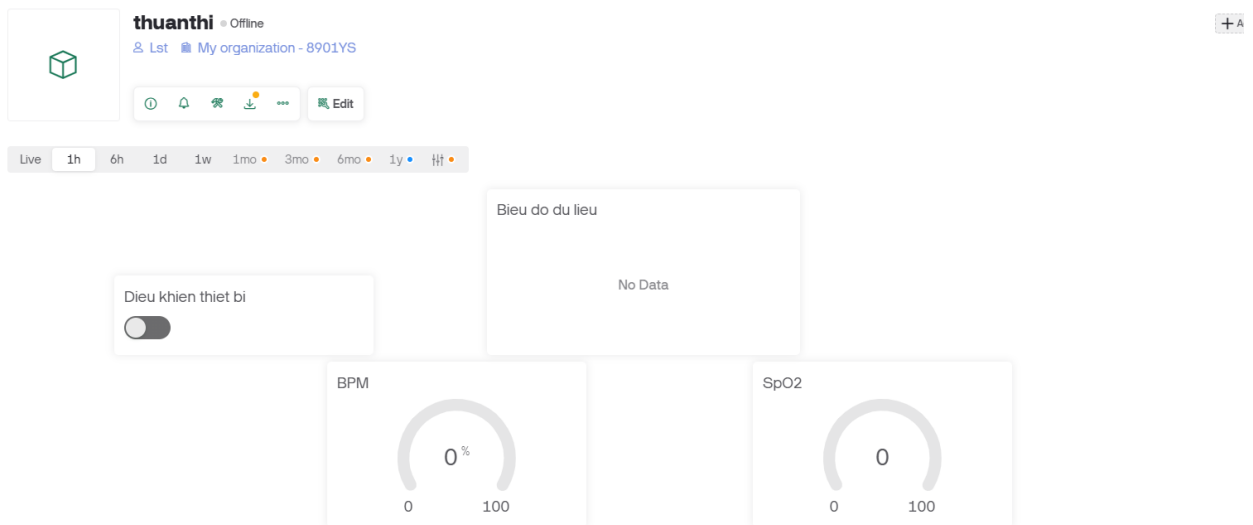 thuanthi Offline
Lst My organization - 8901YS
Edit
Live 1h 6h 1d 1w 1mo 3mo 6mo 1y
Bieu do du lieu
No Data
Dieu khien thiet bi
BPM
0 %
0 100
SpO2
0
0 100